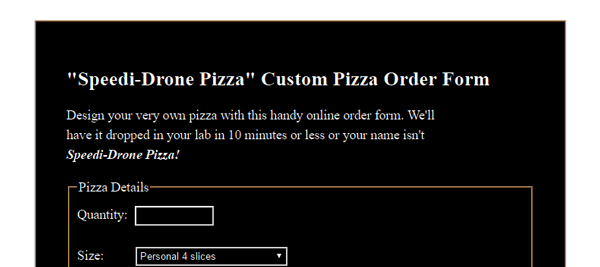 "Speedi-Drone Pizza" Custom Pizza Order Form
Design your very own pizza with this handy online order form. We'll
have it dropped in your lab in 10 minutes or less or your name isn't
Speedi-Drone Pizza!
Pizza Details
Quantity:
Size: Personal 4 slices